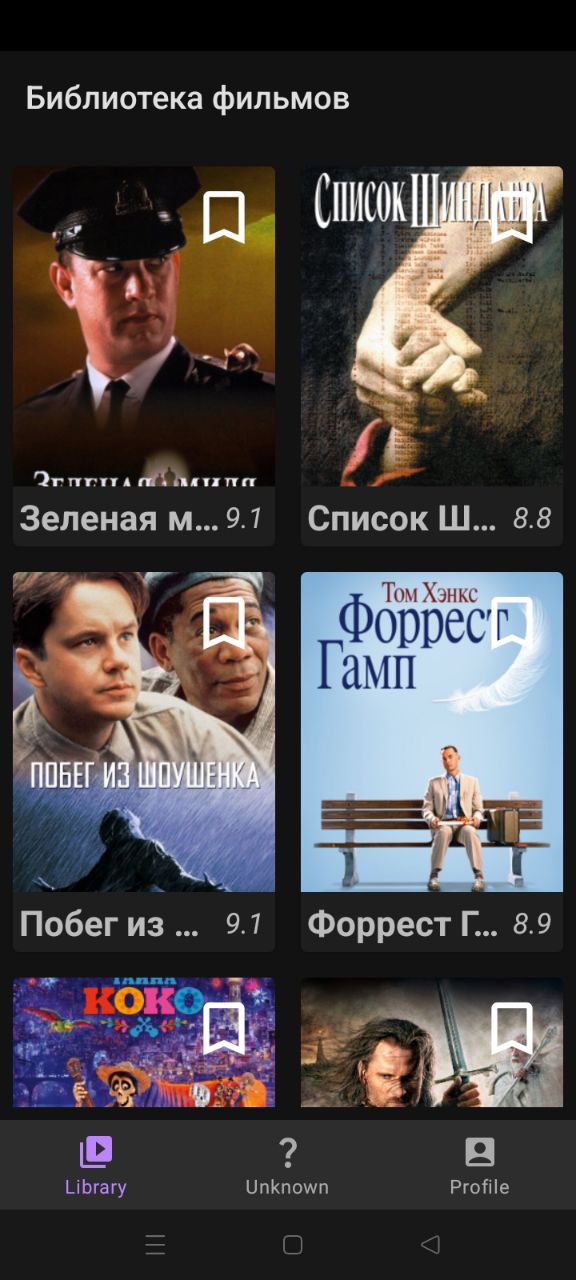 Библиотека фильмов
Список Шиндлера
Зеленая миля
Зеленая м... 9.1
Список Ш... 8.8
ПОБЕГ ИЗ ШОУШЕНКА
Том Хэнкс
Форрест
Гамп
Побег из ... 9.1
Форрест Г... 8.9
ТАЙНА
КОКО
Library
Unknown
Profile